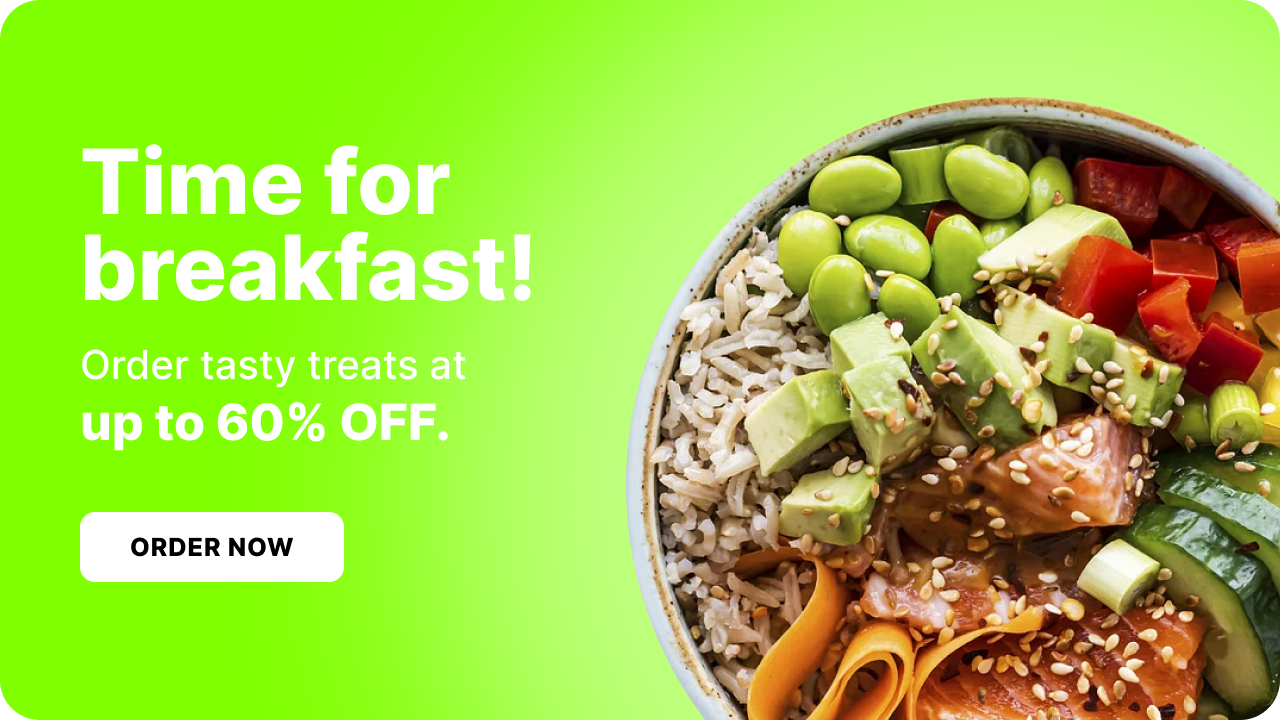 Time for
breakfast!
Order tasty treats at
up to 60% OFF.
ORDER NOW